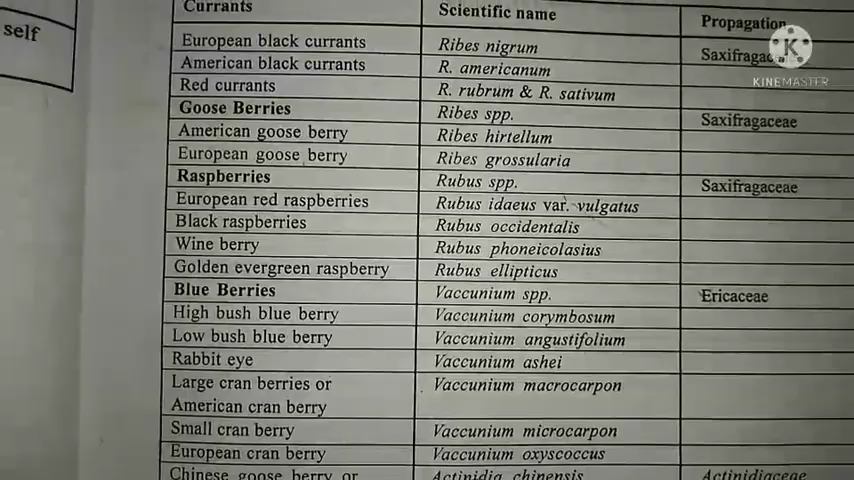 self
Currants Scientific name Propagation
European black currants Ribes nigrum Saxifragac
American black currants R. americanum
Red currants R. rubrum & R. sativum
Goose Berries Ribes spp. Saxifragaceae
American goose berry Ribes hirtellum
European goose berry Ribes grossularia
Raspberries Rubus spp. Saxifragaceae
European red raspberries Rubus idaeus var. vulgatus
Black raspberries Rubus occidentalis
Wine berry Rubus phoneicolasius
Golden evergreen raspberry Rubus ellipticus
Blue Berries Vaccunium spp. Ericaceae
High bush blue berry Vaccunium corymbosum
Low bush blue berry Vaccunium angustifolium
Rabbit eye Vaccunium ashei
Large cran berries or Vaccunium macrocarpon
American cran berry
Small cran berry Vaccunium microcarpon
European cran berry Vaccunium oxyscoccus
Chinese goose berry or Actinidia chinensis Actinidiaceae
K
KINEMASTER